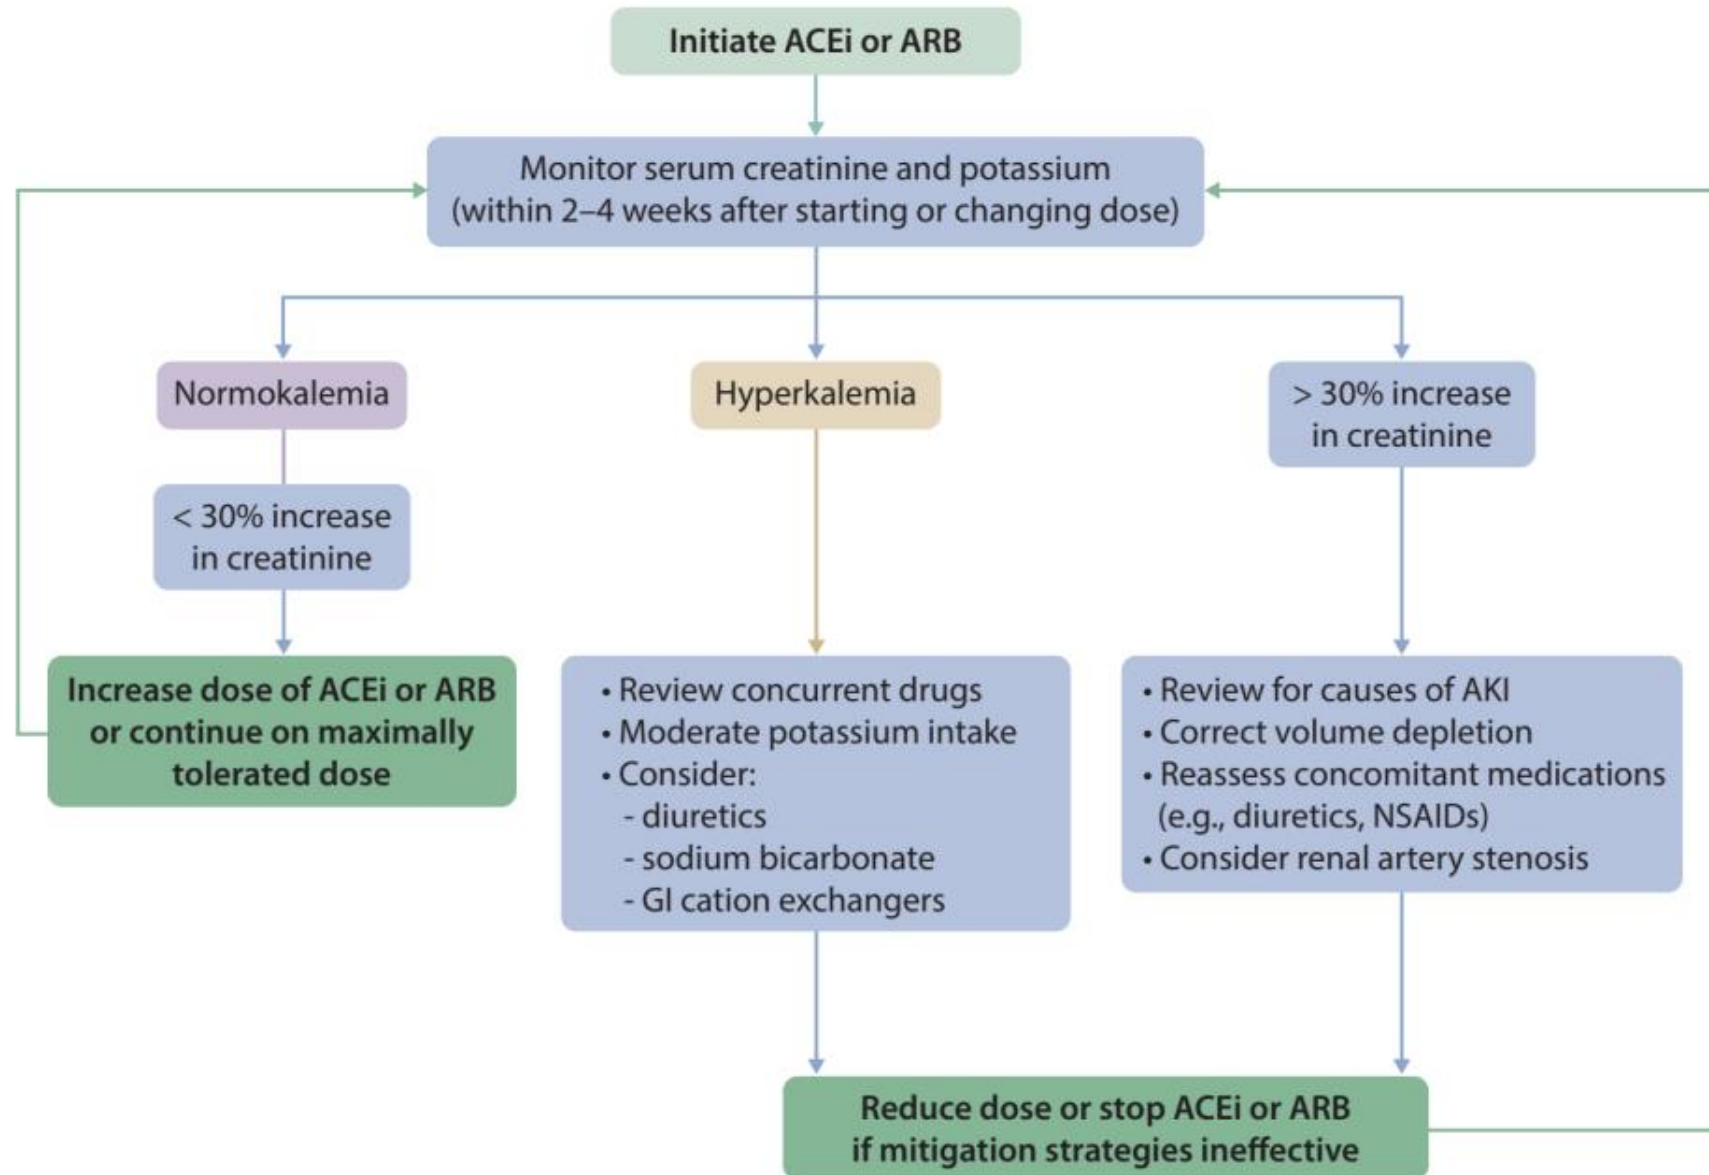 Initiate ACEi or ARB
Monitor serum creatinine and potassium
(within 2–4 weeks after starting or changing dose)
Normokalemia
< 30% increase
in creatinine
Increase dose of ACEi or ARB
or continue on maximally
tolerated dose
Hyperkalemia
• Review concurrent drugs
• Moderate potassium intake
• Consider:
- diuretics
- sodium bicarbonate
- GI cation exchangers
> 30% increase
in creatinine
• Review for causes of AKI
• Correct volume depletion
• Reassess concomitant medications
(e.g., diuretics, NSAIDs)
• Consider renal artery stenosis
Reduce dose or stop ACEi or ARB
if mitigation strategies ineffective